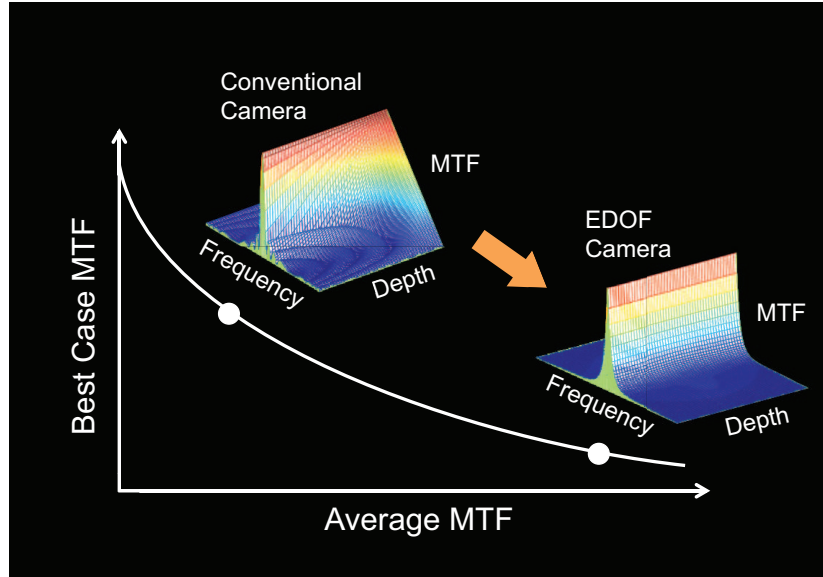 Conventional
Camera
MTF
Frequency
Depth
EDOF
Camera
MTF
Frequency
Depth
Best Case MTF
Average MTF